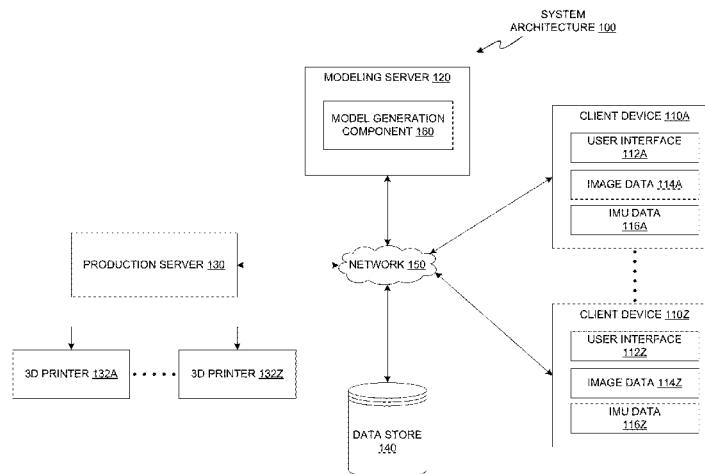 SYSTEM
ARCHITECTURE 100
MODELING SERVER 120
MODEL GENERATION
COMPONENT 160
CLIENT DEVICE 110A
USER INTERFACE
112A
IMAGE DATA 114A
IMU DATA
116A
PRODUCTION SERVER 130
NETWORK 150
CLIENT DEVICE 110Z
USER INTERFACE
112Z
IMAGE DATA 114Z
IMU DATA
116Z
3D PRINTER 132A
3D PRINTER 132Z
DATA STORE
140